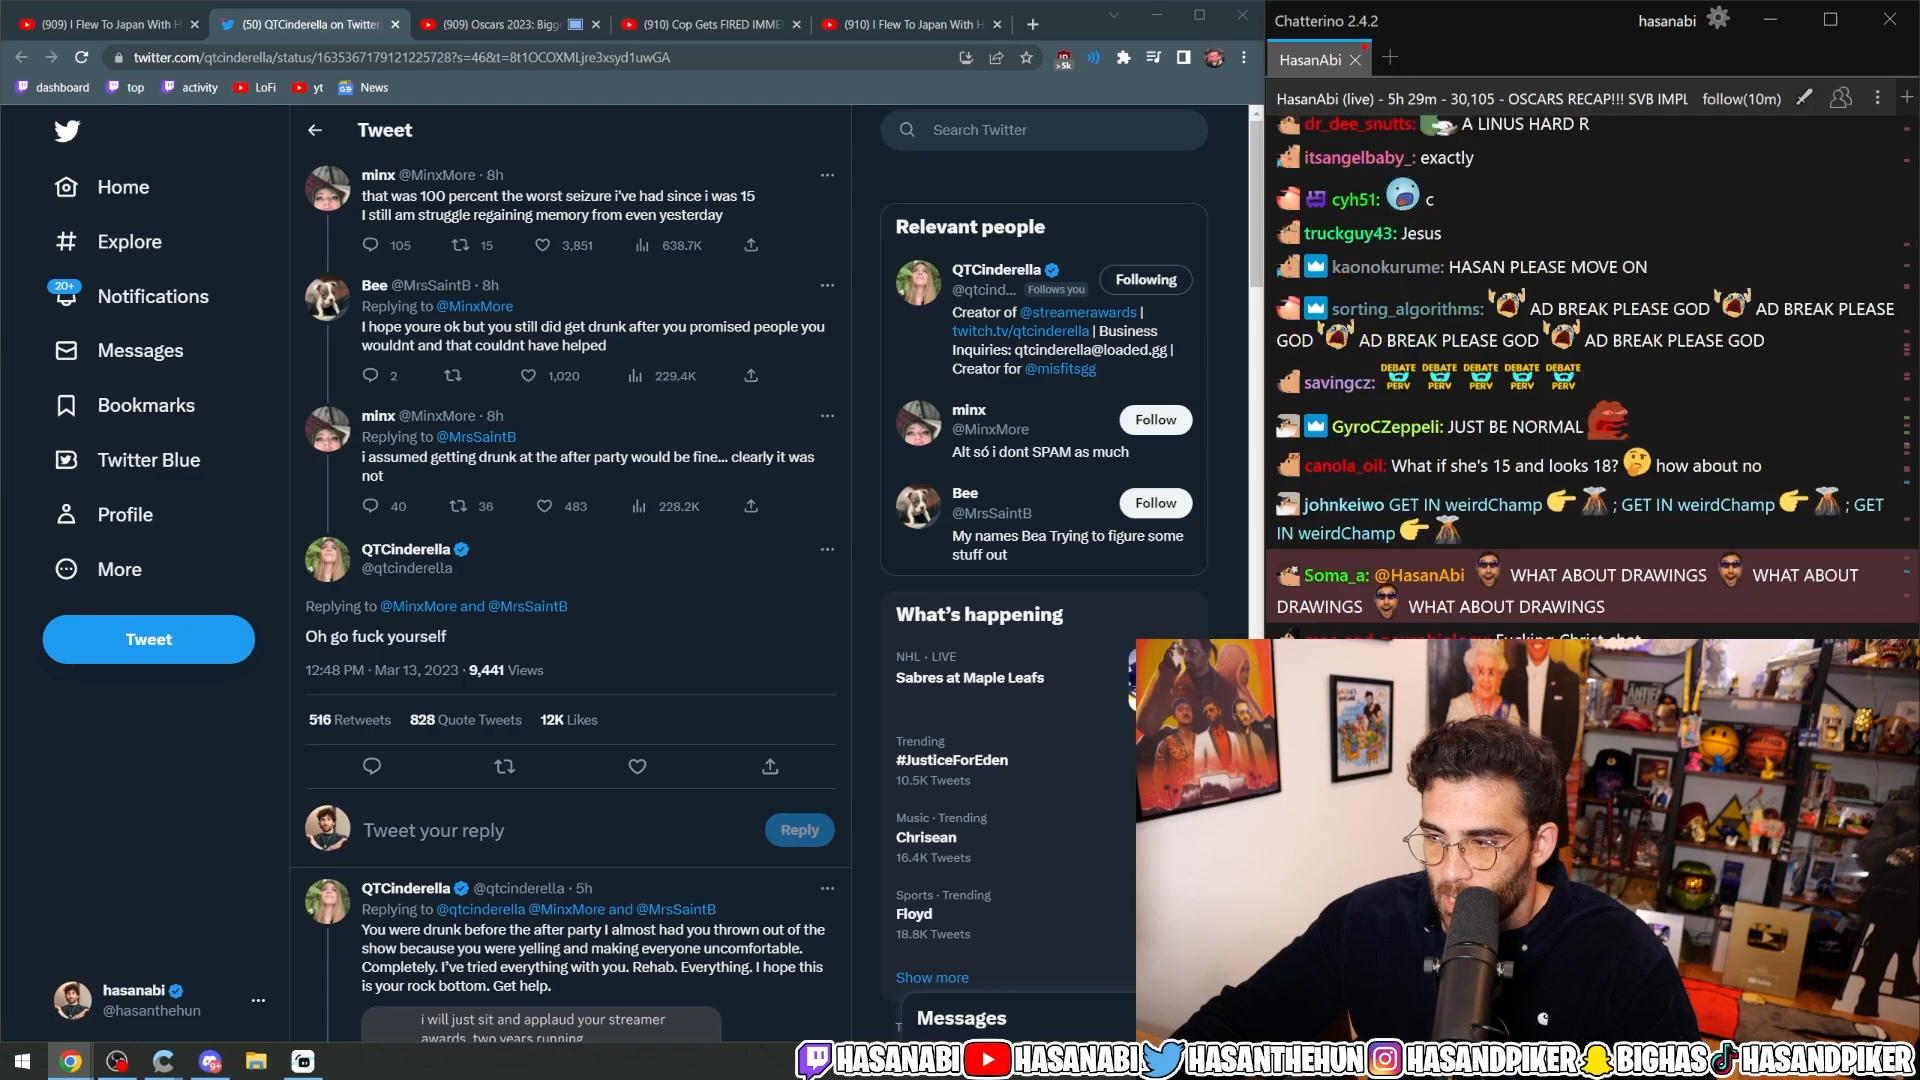 (909) I Flew To Japan With H
(50) QTCinderella on Twitter:
(909) Oscars 2023: Bigge
(910) Cop Gets FIRED IMME
(910) I Flew To Japan With H
twitter.com/qtcinderella/status/1635367179121225728?s=46&t=8t1OCOXMLjre3xsyd1uwGA
>5k
dashboard
top
activity
LoFi
yt
News
Home
Explore
20+
Notifications
Messages
Bookmarks
Twitter Blue
Profile
More
Tweet
hasanabi
@hasanthehun
Tweet
minx @MinxMore · 8h
that was 100 percent the worst seizure i've had since i was 15
I still am struggle regaining memory from even yesterday
105 15 3,851 638.7K
Bee @MrsSaintB · 8h
Replying to @MinxMore
I hope youre ok but you still did get drunk after you promised people you
wouldnt and that couldnt have helped
2 1,020 229.4K
minx @MinxMore · 8h
Replying to @MrsSaintB
i assumed getting drunk at the after party would be fine... clearly it was
not
40 36 483 228.2K
QTCinderella
@qtcinderella
Replying to @MinxMore and @MrsSaintB
Oh go fuck yourself
12:48 PM · Mar 13, 2023 · 9,441 Views
516 Retweets 828 Quote Tweets 12K Likes
Tweet your reply
Reply
QTCinderella @qtcinderella · 5h
Replying to @qtcinderella @MinxMore and @MrsSaintB
You were drunk before the after party I almost had you thrown out of the
show because you were yelling and making everyone uncomfortable.
Completely. I've tried everything with you. Rehab. Everything. I hope this
is your rock bottom. Get help.
i will just sit and applaud your streamer
awards, two years running
Search Twitter
Relevant people
QTCinderella
@qtcind... Follows you
Following
Creator of @streamerawards |
twitch.tv/qtcinderella | Business
Inquiries: qtcinderella@loaded.gg |
Creator for @misfitsgg
minx
@MinxMore
Follow
Alt só i dont SPAM as much
Bee
@MrsSaintB
Follow
My names Bea Trying to figure some
stuff out
What's happening
NHL · LIVE
Sabres at Maple Leafs
Trending
#JusticeForEden
10.5K Tweets
Music · Trending
Chrisean
16.4K Tweets
Sports · Trending
Floyd
18.8K Tweets
Show more
Messages
Chatterino 2.4.2
hasanabi
HasanAbi
HasanAbi (live) - 5h 29m - 30,105 - OSCARS RECAP!!! SVB IMPL follow(10m)
dr_dee_snutts: A LINUS HARD R
itsangelbaby_: exactly
cyh51: c
truckguy43: Jesus
kaonokurume: HASAN PLEASE MOVE ON
sorting_algorithms: AD BREAK PLEASE GOD AD BREAK PLEASE
GOD AD BREAK PLEASE GOD AD BREAK PLEASE GOD
savingcz: DEBATE PERV DEBATE PERV DEBATE PERV DEBATE PERV DEBATE PERV
GyroCZeppeli: JUST BE NORMAL
canola_oil: What if she's 15 and looks 18? how about no
johnkeiwo GET IN weirdChamp ; GET IN weirdChamp ; GET
IN weirdChamp
Soma_a: @HasanAbi WHAT ABOUT DRAWINGS WHAT ABOUT
DRAWINGS WHAT ABOUT DRAWINGS
Fucking Christ chat
HASANABI HASANABI HASANTHEHUN HASANDPIKER BIGHAS HASANDPIKER